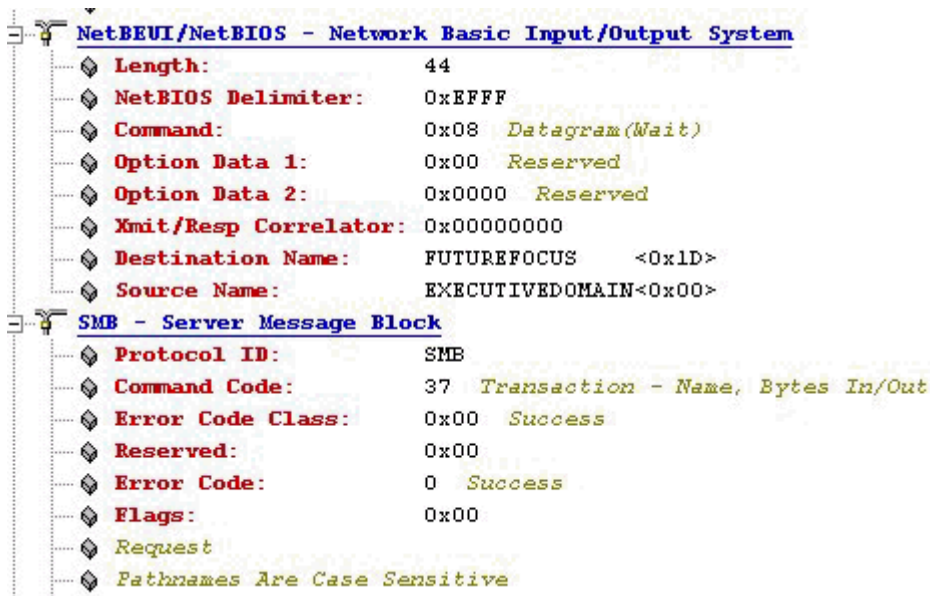 NetBEUI/NetBIOS - Network Basic Input/Output System
Length: 44
NetBIOS Delimiter: 0xEFFF
Command: 0x08 Datagram(Wait)
Option Data 1: 0x00 Reserved
Option Data 2: 0x0000 Reserved
Xmit/Resp Correlator: 0x00000000
Destination Name: FUTUREFOCUS <0x1D>
Source Name: EXECUTIVEDOMAIN<0x00>
SMB - Server Message Block
Protocol ID: SMB
Command Code: 37 Transaction - Name, Bytes In/Out
Error Code Class: 0x00 Success
Reserved: 0x00
Error Code: 0 Success
Flags: 0x00
Request
Pathnames Are Case Sensitive